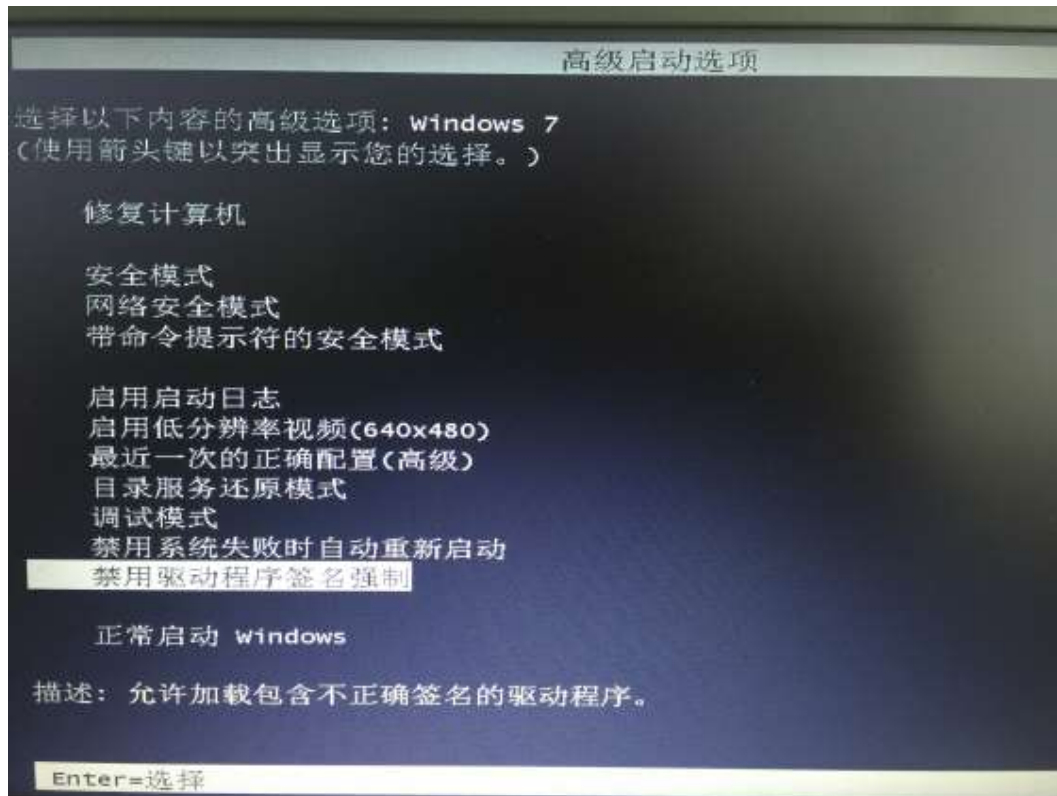 高级启动选项
选择以下内容的高级选项: Windows 7
(使用箭头键以突出显示您的选择。)
修复计算机
安全模式
网络安全模式
带命令提示符的安全模式
启用启动日志
启用低分辨率视频(640x480)
最近一次的正确配置(高级)
目录服务还原模式
调试模式
禁用系统失败时自动重新启动
禁用驱动程序签名强制
正常启动 Windows
描述: 允许加载包含不正确签名的驱动程序。
Enter=选择